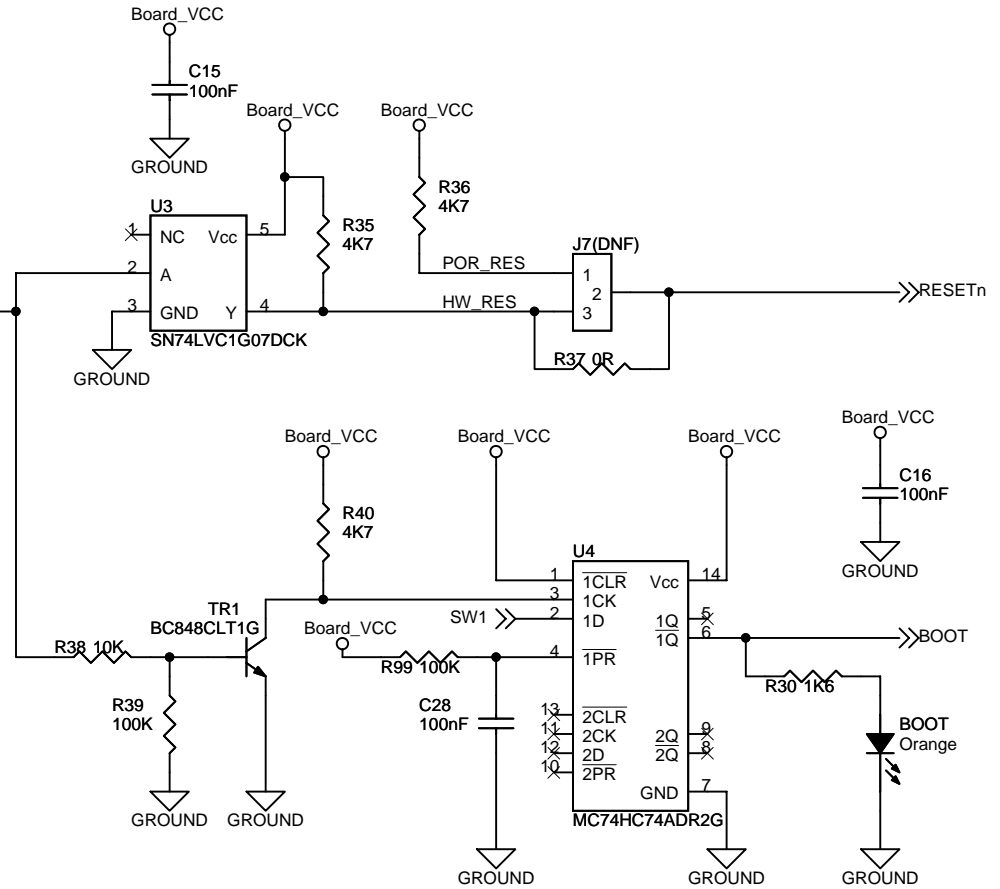 Board_VCC
C15
100nF
GROUND
Board_VCC
Board_VCC
R36
4K7
U3
R35
4K7
1 NC Vcc 5
2 A
3 GND Y 4
SN74LVC1G07DCK
GROUND
POR_RES
HW_RES
J7(DNF)
1
2
3
R37 0R
RESETn
Board_VCC
Board_VCC
Board_VCC
Board_VCC
C16
100nF
GROUND
R40
4K7
U4
1 1CLR Vcc 14
3 1CK
2 1D 1Q 5
1Q 6
4 1PR
13 2CLR
11 2CK 2Q 9
12 2D 2Q 8
10 2PR
GND 7
MC74HC74ADR2G
SW1
TR1
BC848CLT1G
Board_VCC
R38 10K
R99 100K
R39
100K
C28
100nF
BOOT
R30 1K6
BOOT
Orange
GROUND
GROUND
GROUND
GROUND
GROUND